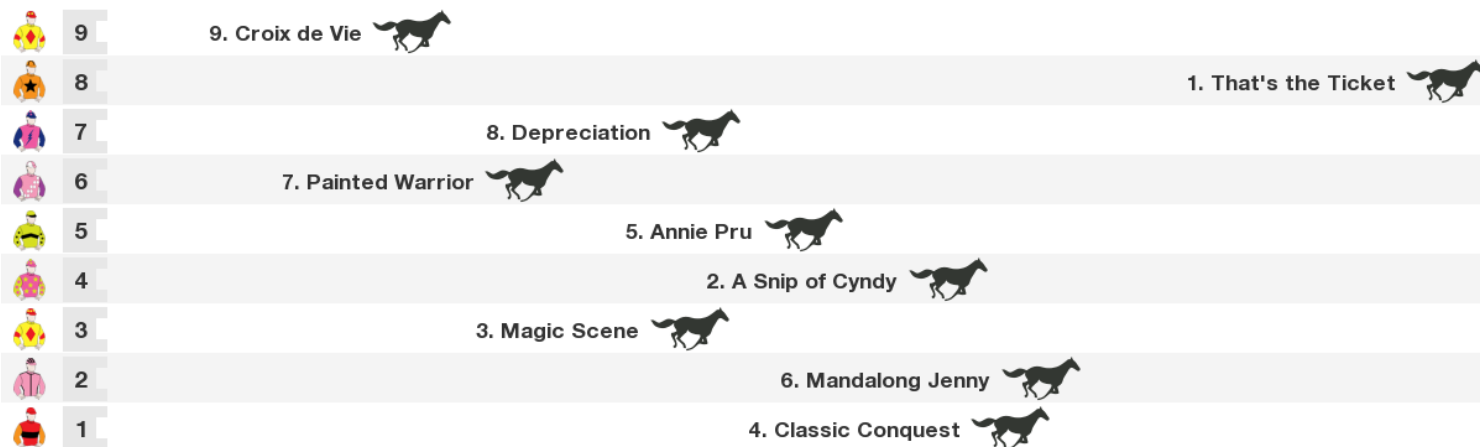 9 9. Croix de Vie
8 1. That's the Ticket
7 8. Depreciation
6 7. Painted Warrior
5 5. Annie Pru
4 2. A Snip of Cyndy
3 3. Magic Scene
2 6. Mandalong Jenny
1 4. Classic Conquest